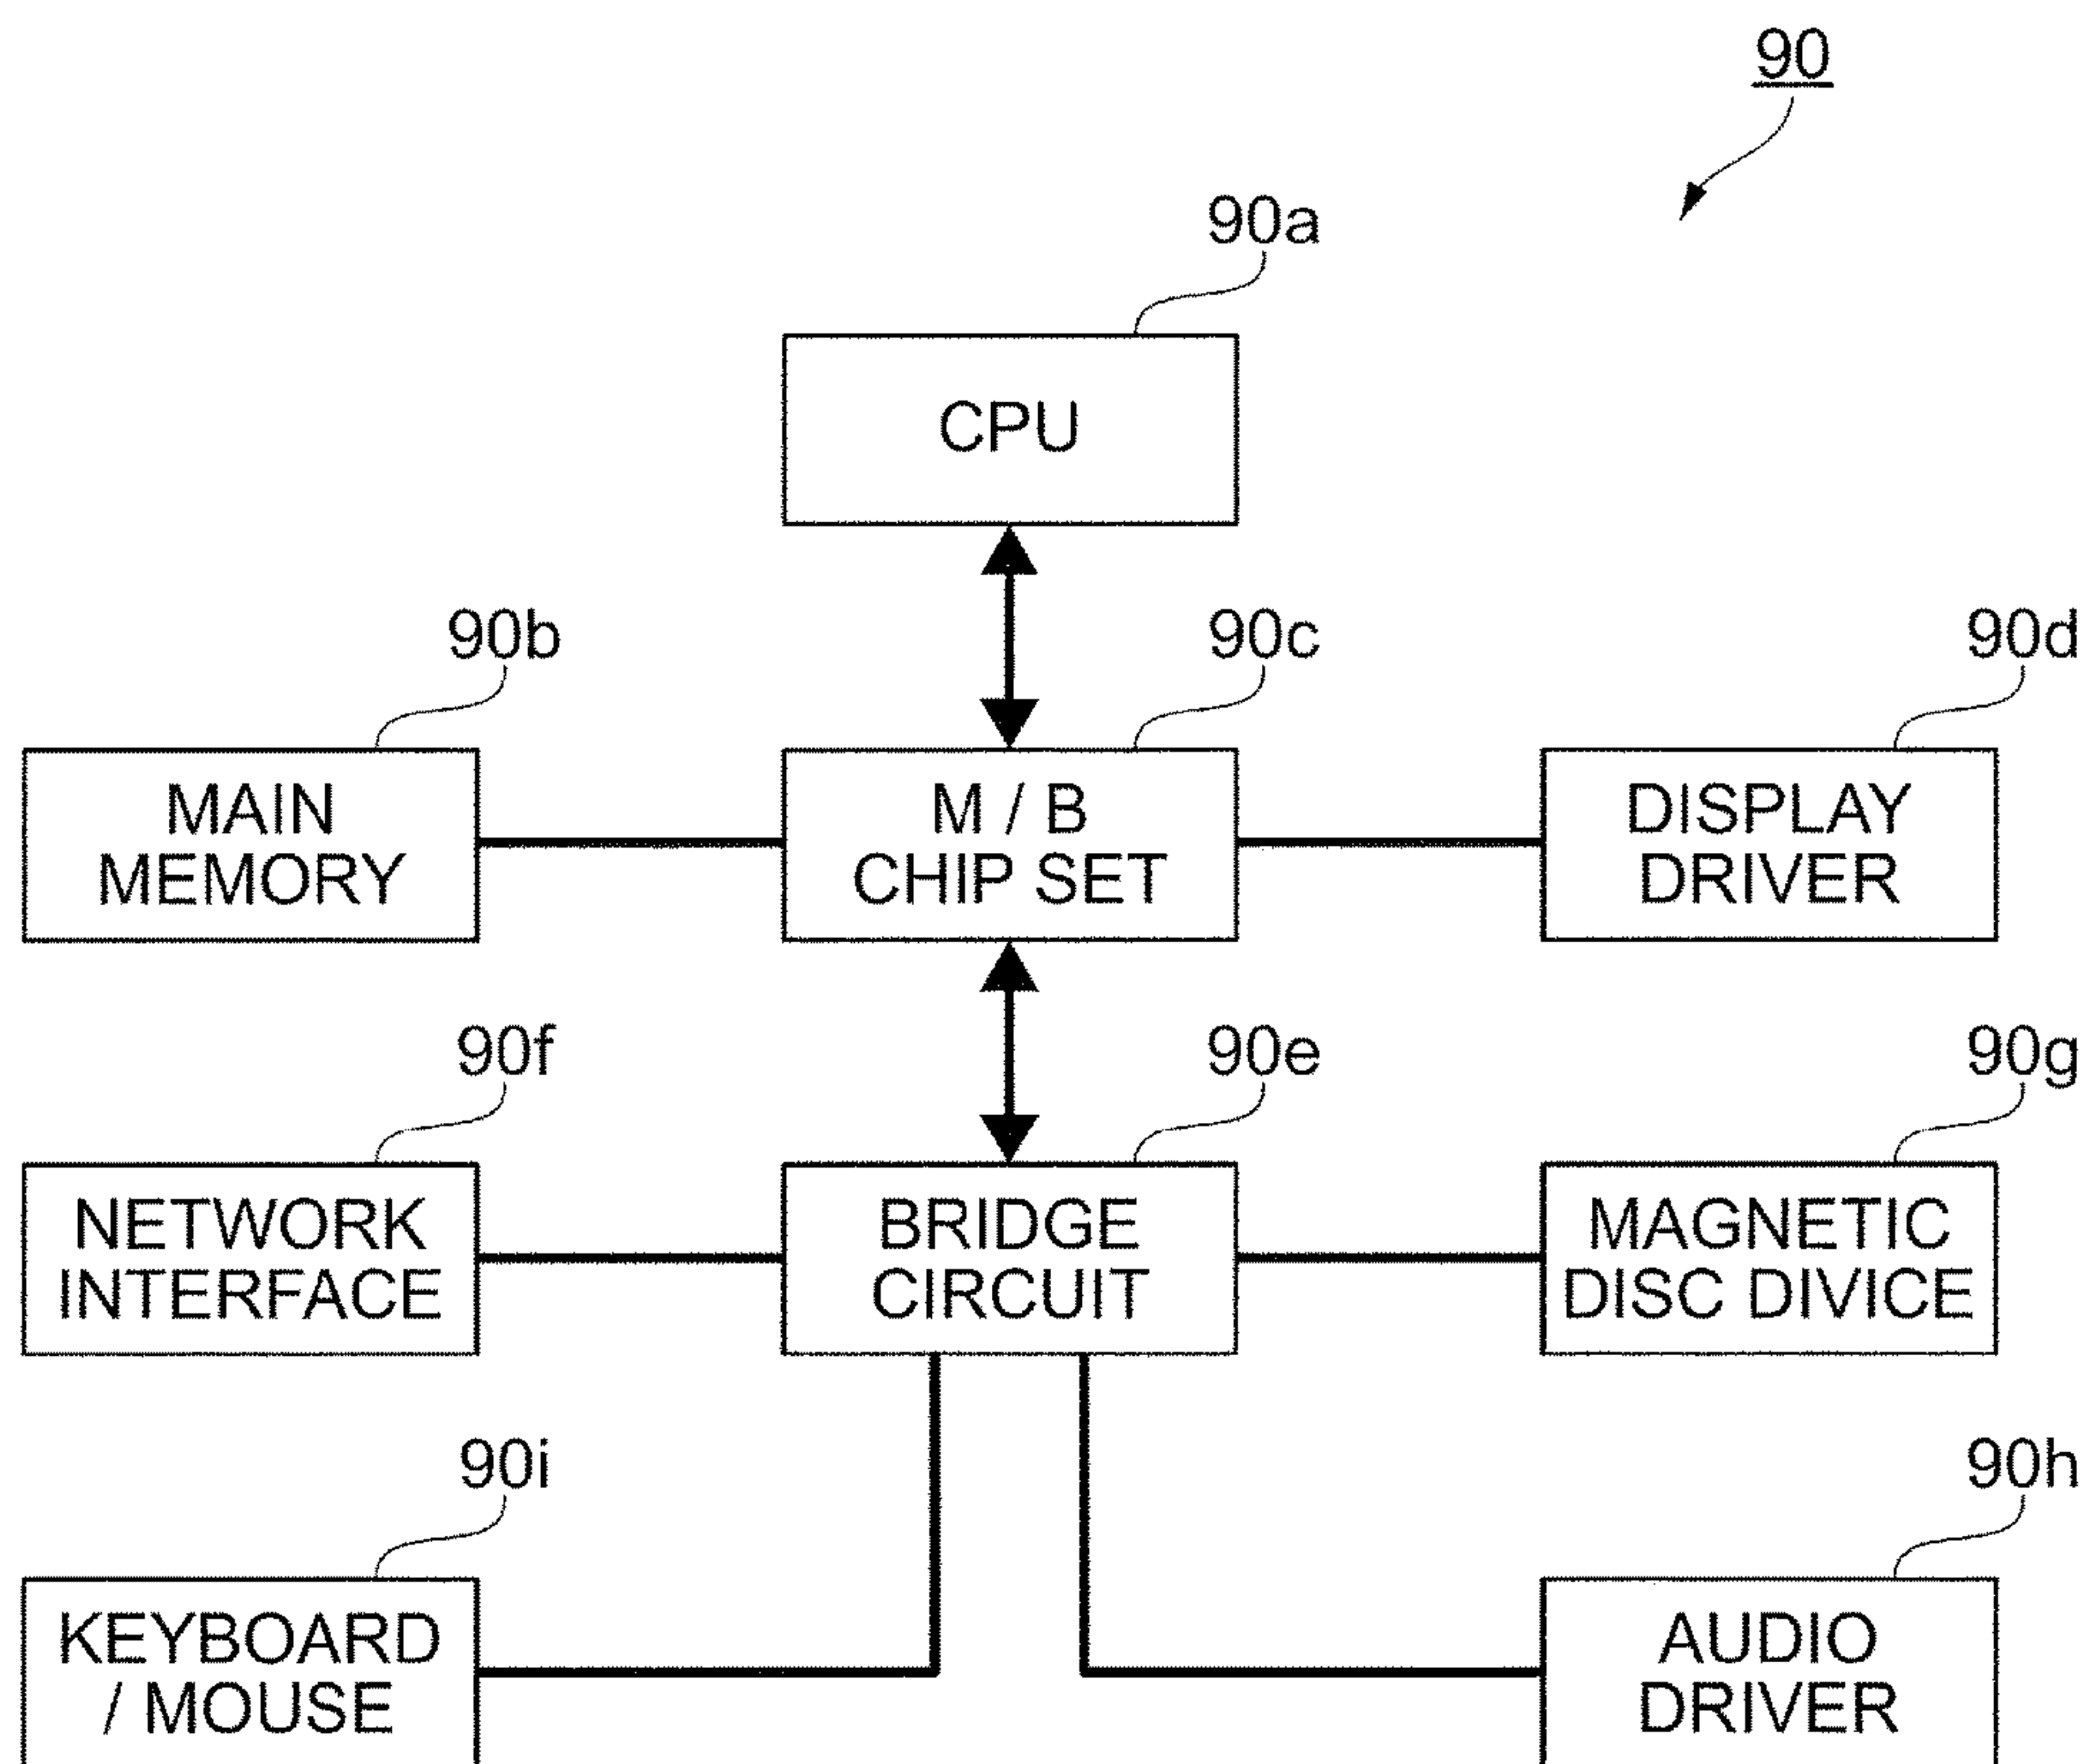 90
90a
CPU
90b
90c
90d
MAIN
MEMORY
M / B
CHIP SET
DISPLAY
DRIVER
90f
90e
90g
NETWORK
INTERFACE
BRIDGE
CIRCUIT
MAGNETIC
DISC DIVICE
90i
90h
KEYBOARD
/ MOUSE
AUDIO
DRIVER